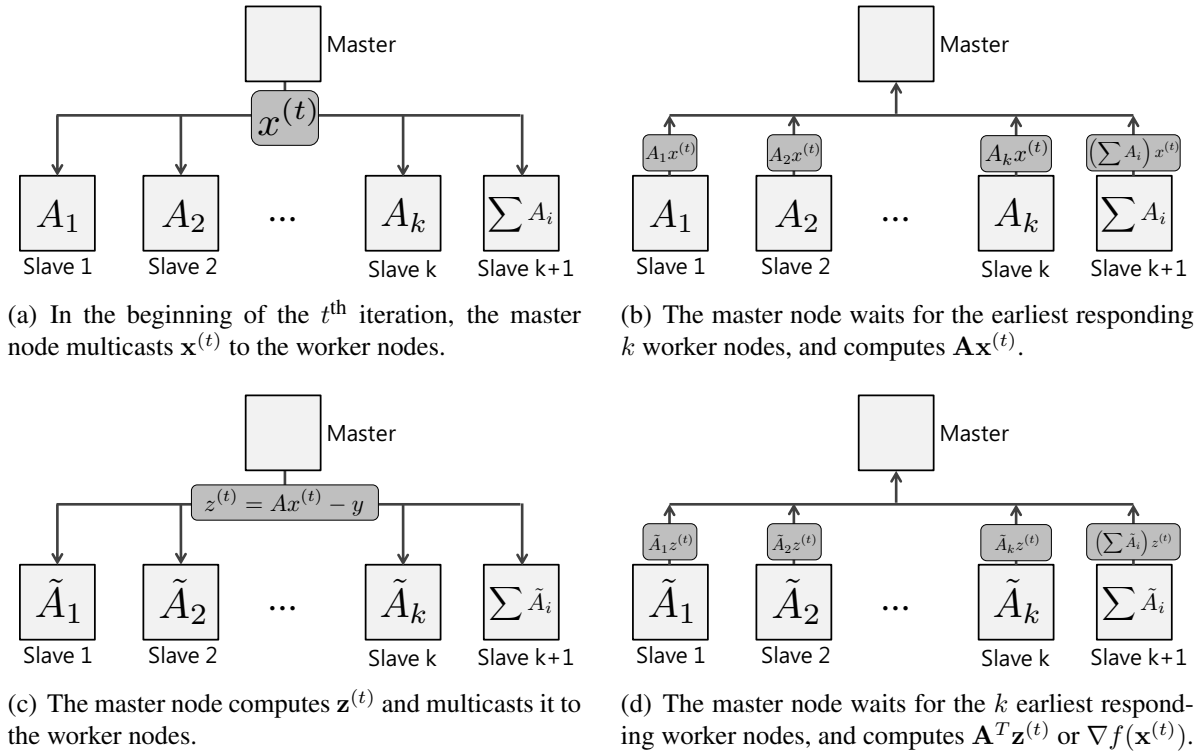 Master
x^{(t)}
A_1 A_2 ... A_k ∑ A_i
Slave 1 Slave 2 Slave k Slave k+1
(a) In the beginning of the t^{th} iteration, the master
node multicasts x^{(t)} to the worker nodes.
Master
A_1x^{(t)} A_2x^{(t)} A_kx^{(t)} (∑ A_i) x^{(t)}
A_1 A_2 ... A_k ∑ A_i
Slave 1 Slave 2 Slave k Slave k+1
(b) The master node waits for the earliest responding
k worker nodes, and computes Ax^{(t)}.
Master
z^{(t)} = Ax^{(t)} − y
Ã_1 Ã_2 ... Ã_k ∑ Ã_i
Slave 1 Slave 2 Slave k Slave k+1
(c) The master node computes z^{(t)} and multicasts it to
the worker nodes.
Master
Ã_1z^{(t)} Ã_2z^{(t)} Ã_kz^{(t)} (∑ Ã_i) z^{(t)}
Ã_1 Ã_2 ... Ã_k ∑ Ã_i
Slave 1 Slave 2 Slave k Slave k+1
(d) The master node waits for the k earliest respond-
ing worker nodes, and computes A^T z^{(t)} or ∇f(x^{(t)}).